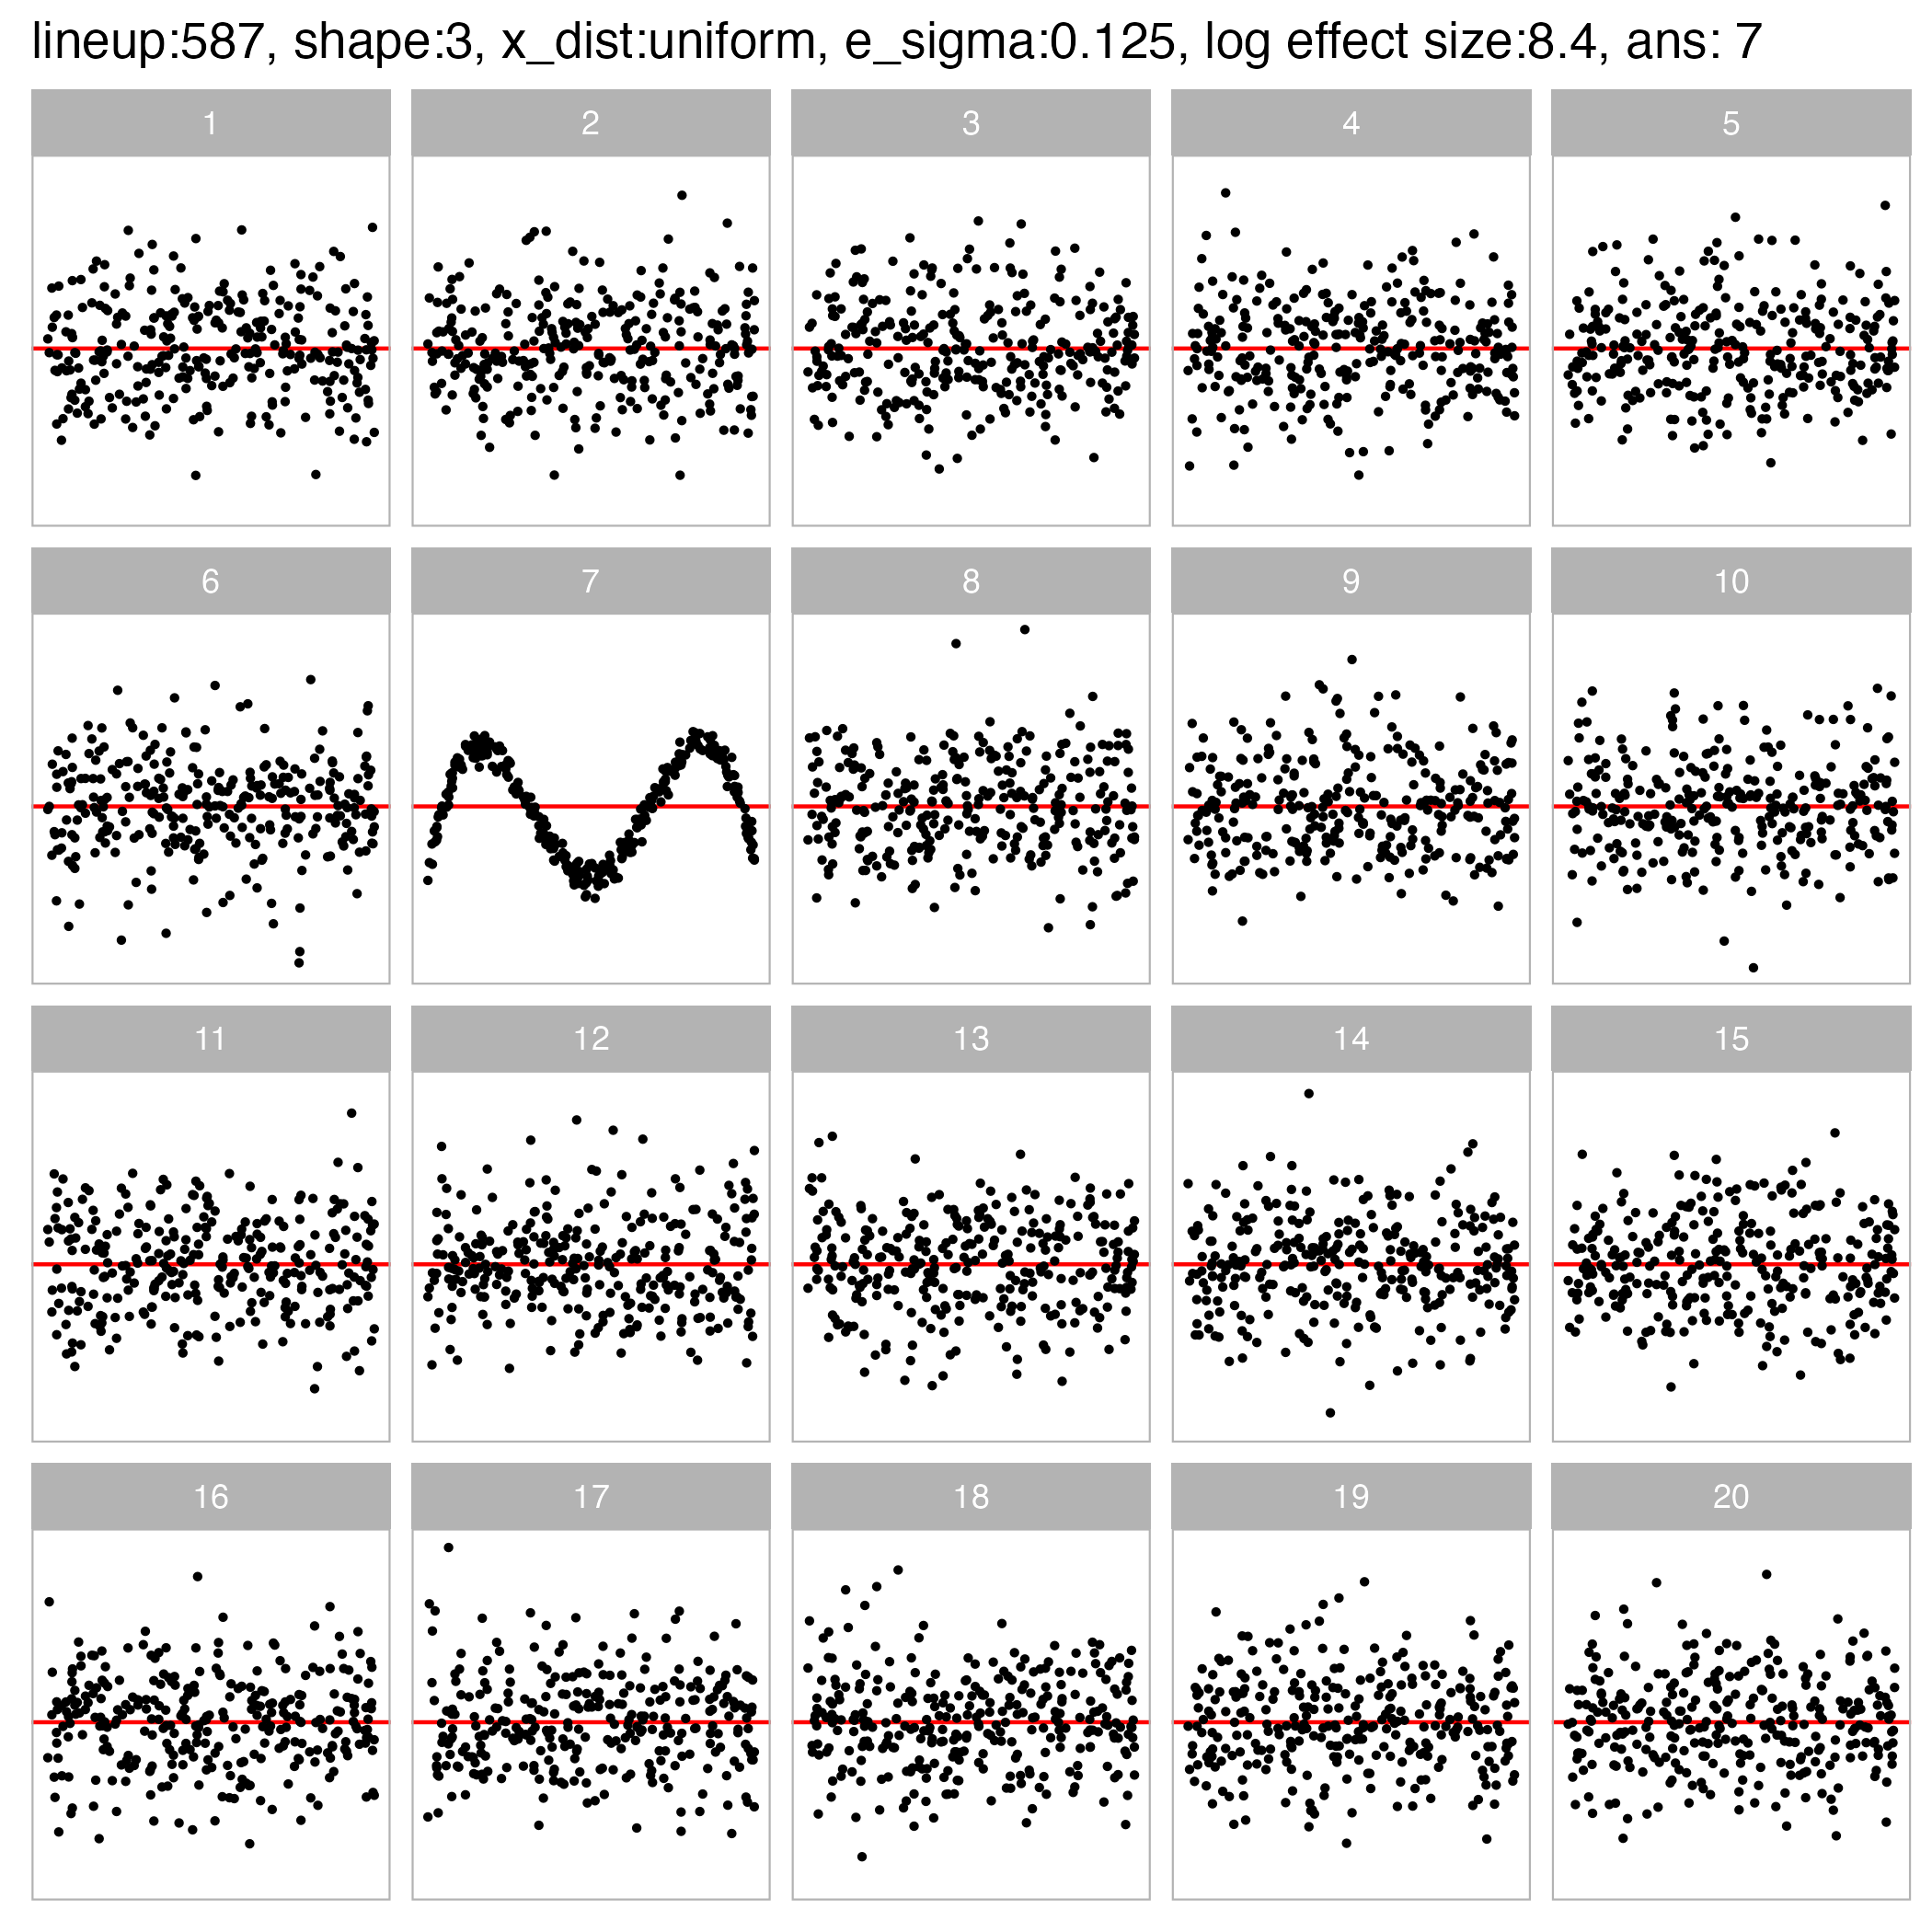 lineup:587, shape:3, x_dist:uniform, e_sigma:0.125, log effect size:8.4, ans: 7
1 2 3 4 5
6 7 8 9 10
11 12 13 14 15
16 17 18 19 20